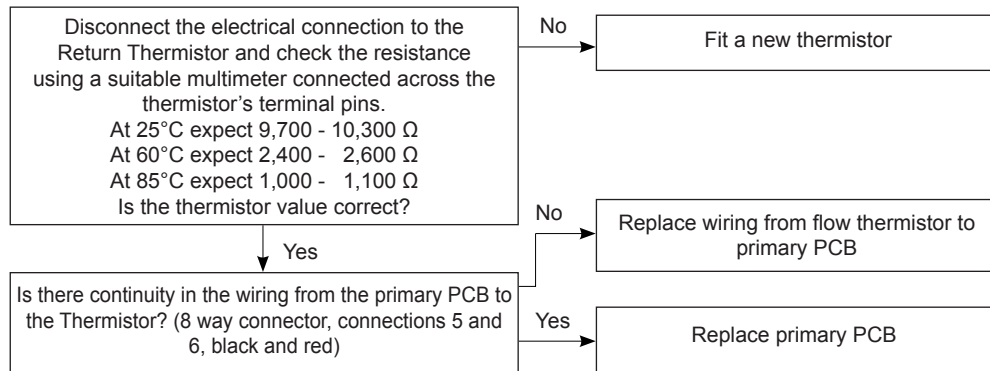 Disconnect the electrical connection to the
Return Thermistor and check the resistance
using a suitable multimeter connected across the
thermistor’s terminal pins.
At 25°C expect 9,700 - 10,300 Ω
At 60°C expect 2,400 - 2,600 Ω
At 85°C expect 1,000 - 1,100 Ω
Is the thermistor value correct?
No
Fit a new thermistor
Yes
Is there continuity in the wiring from the primary PCB to
the Thermistor? (8 way connector, connections 5 and
6, black and red)
No
Replace wiring from flow thermistor to
primary PCB
Yes
Replace primary PCB